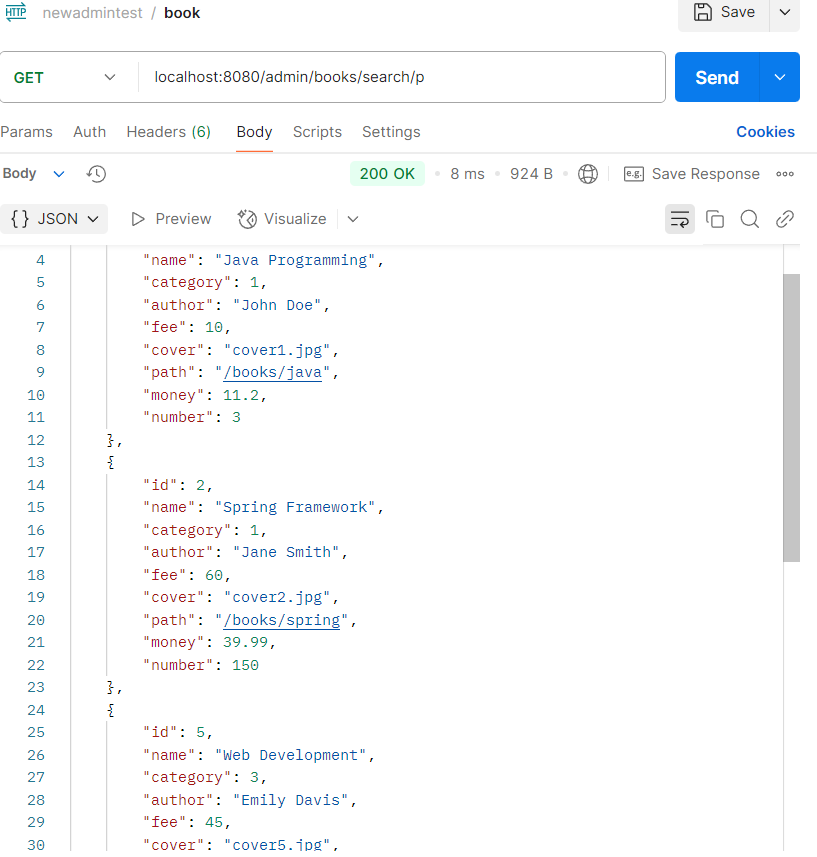 HTTP newadmintest / book Save
GET localhost:8080/admin/books/search/p Send
Params Auth Headers (6) Body Scripts Settings Cookies
Body 200 OK 8 ms 924 B e.g. Save Response
{} JSON Preview Visualize
4 "name": "Java Programming",
5 "category": 1,
6 "author": "John Doe",
7 "fee": 10,
8 "cover": "cover1.jpg",
9 "path": "/books/java",
10 "money": 11.2,
11 "number": 3
12 },
13 {
14 "id": 2,
15 "name": "Spring Framework",
16 "category": 1,
17 "author": "Jane Smith",
18 "fee": 60,
19 "cover": "cover2.jpg",
20 "path": "/books/spring",
21 "money": 39.99,
22 "number": 150
23 },
24 {
25 "id": 5,
26 "name": "Web Development",
27 "category": 3,
28 "author": "Emily Davis",
29 "fee": 45,
30 "cover": "cover5.jpg",